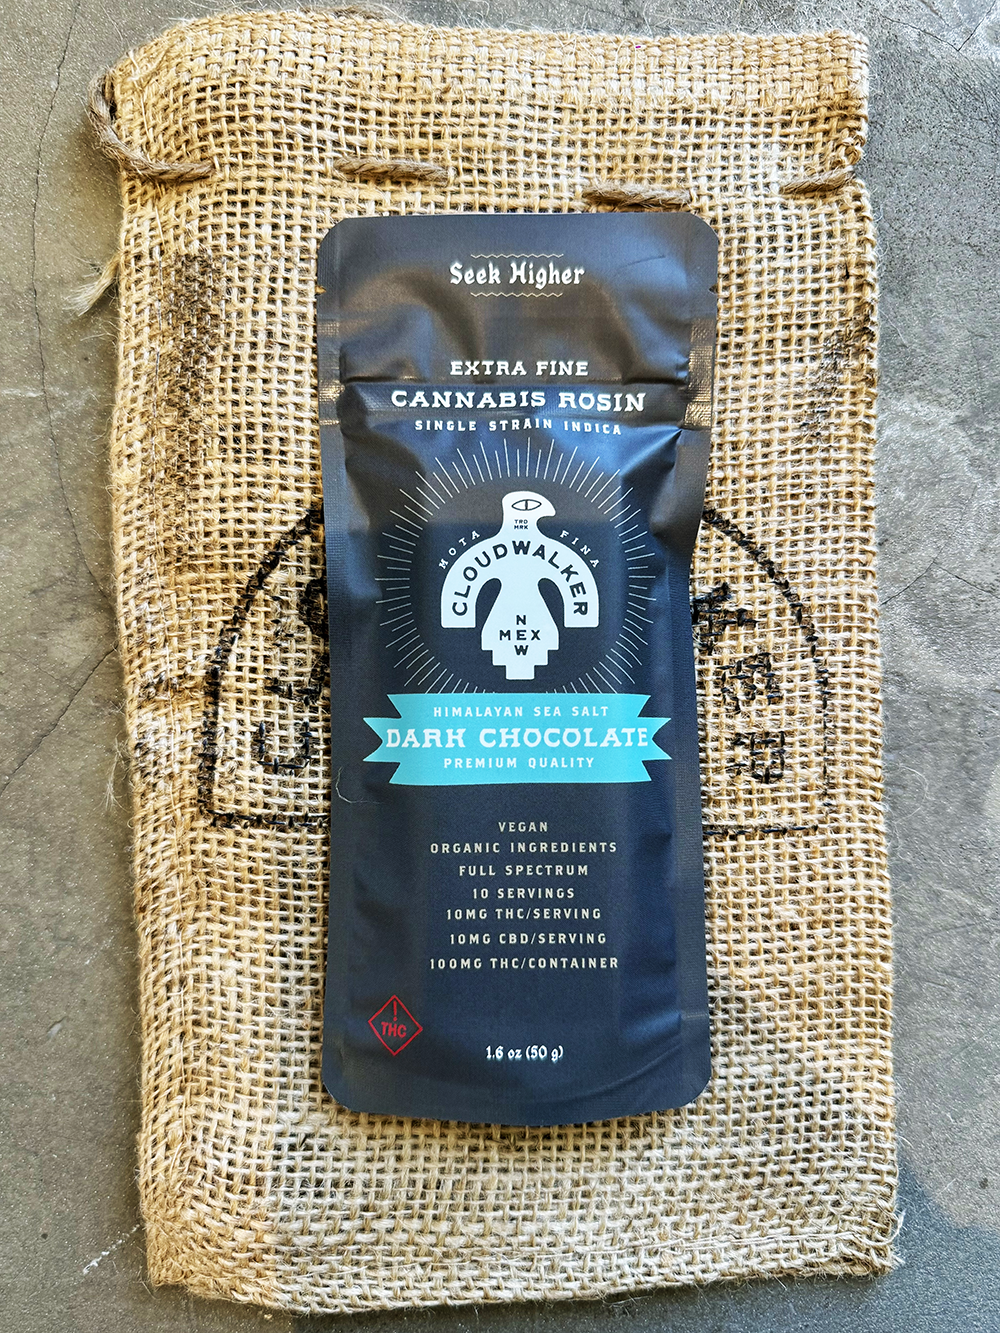 Seek Higher
EXTRA FINE
CANNABIS ROSIN
SINGLE STRAIN INDICA
TRD
MRK
MOTA FINA
CLOUDWALKER
N
MEX
W
HIMALAYAN SEA SALT
DARK CHOCOLATE
PREMIUM QUALITY
VEGAN
ORGANIC INGREDIENTS
FULL SPECTRUM
10 SERVINGS
10MG THC/SERVING
10MG CBD/SERVING
100MG THC/CONTAINER
!
THC
1.6 oz (50 g)